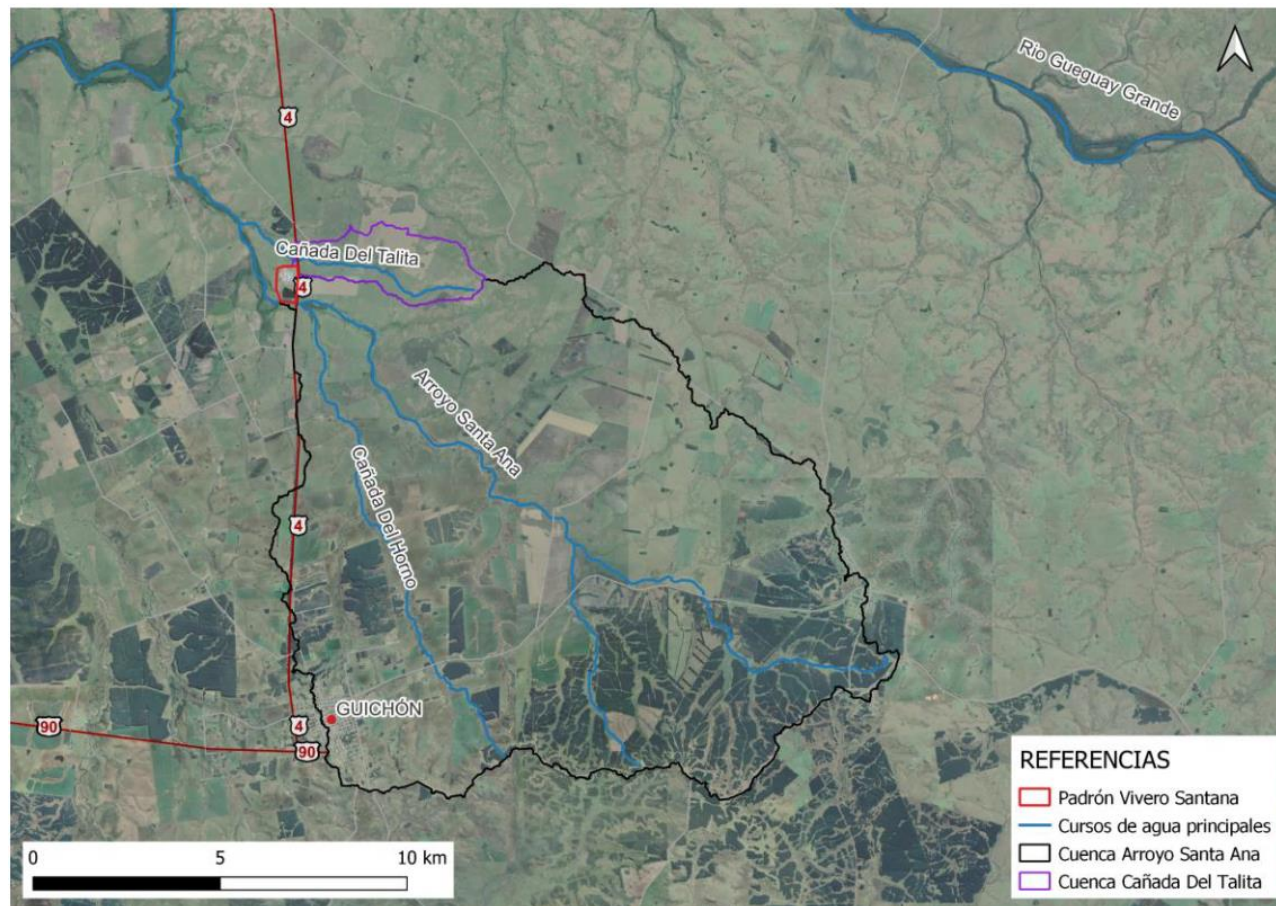 Rio Gueguay Grande
4
Cañada Del Talita
4
Arroyo Santa Ana
Cañada Del Horno
4
GUICHÓN
90
4
90
REFERENCIAS
Padrón Vivero Santana
Cursos de agua principales
Cuenca Arroyo Santa Ana
Cuenca Cañada Del Talita
0 5 10 km